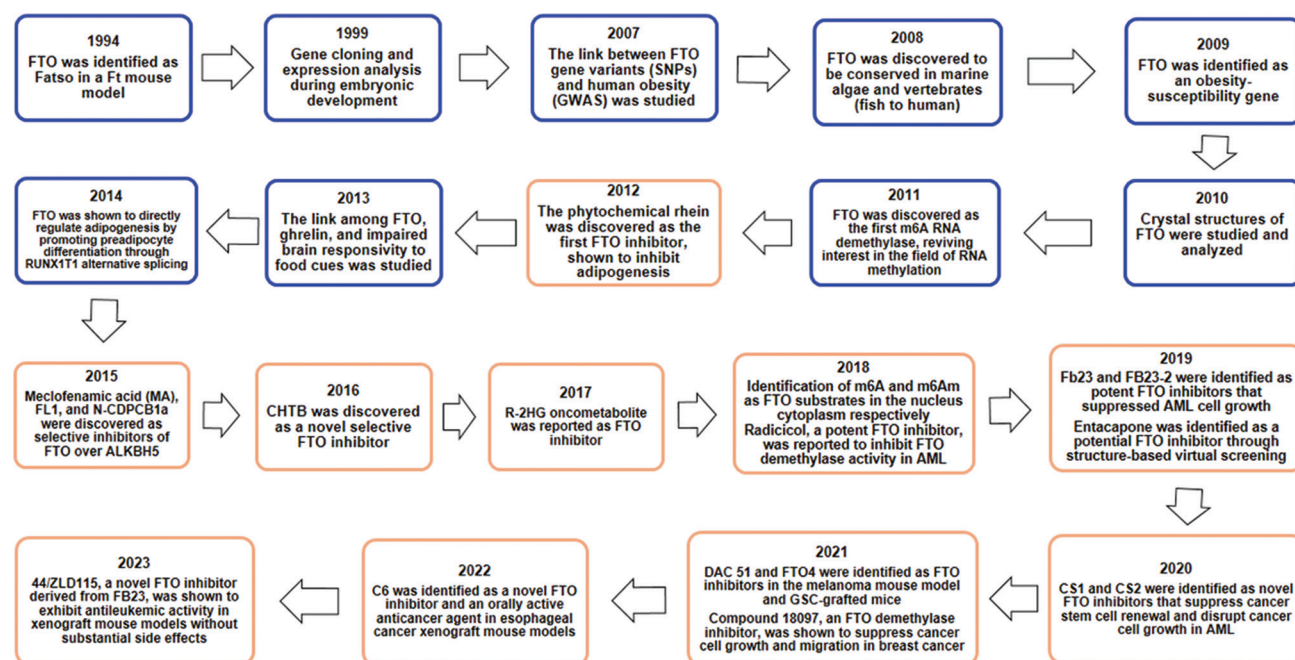 1994
FTO was identified as
Fatso in a Ft mouse
model
1999
Gene cloning and
expression analysis
during embryonic
development
2007
The link between FTO
gene variants (SNPs)
and human obesity
(GWAS) was studied
2008
FTO was discovered to
be conserved in marine
algae and vertebrates
(fish to human)
2009
FTO was identified as
an obesity-
susceptibility gene
2010
Crystal structures of
FTO were studied and
analyzed
2011
FTO was discovered as
the first m6A RNA
demethylase, reviving
interest in the field of RNA
methylation
2012
The phytochemical rhein
was discovered as the
first FTO inhibitor,
shown to inhibit
adipogenesis
2013
The link among FTO,
ghrelin, and impaired
brain responsivity to
food cues was studied
2014
FTO was shown to directly
regulate adipogenesis by
promoting preadipocyte
differentiation through
RUNX1T1 alternative splicing
2015
Meclofenamic acid (MA),
FL1, and N-CDPCB1a
were discovered as
selective inhibitors of
FTO over ALKBH5
2016
CHTB was discovered
as a novel selective
FTO inhibitor
2017
R-2HG oncometabolite
was reported as FTO
inhibitor
2018
Identification of m6A and m6Am
as FTO substrates in the nucleus
cytoplasm respectively
Radicicol, a potent FTO inhibitor,
was reported to inhibit FTO
demethylase activity in AML
2019
Fb23 and FB23-2 were identified as
potent FTO inhibitors that
suppressed AML cell growth
Entacapone was identified as a
potential FTO inhibitor through
structure-based virtual screening
2020
CS1 and CS2 were identified as novel
FTO inhibitors that suppress cancer
stem cell renewal and disrupt cancer
cell growth in AML
2021
DAC 51 and FTO4 were identified as FTO
inhibitors in the melanoma mouse model
and GSC-grafted mice
Compound 18097, an FTO demethylase
inhibitor, was shown to suppress cancer
cell growth and migration in breast cancer
2022
C6 was identified as a novel FTO
inhibitor and an orally active
anticancer agent in esophageal
cancer xenograft mouse models
2023
44/ZLD115, a novel FTO inhibitor
derived from FB23, was shown to
exhibit antileukemic activity in
xenograft mouse models without
substantial side effects